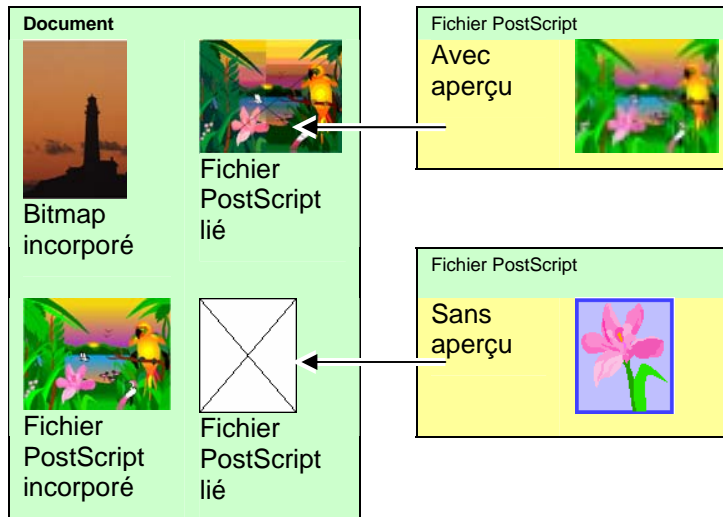 Document
Bitmap
incorporé
Fichier
PostScript
lié
Fichier
PostScript
incorporé
Fichier
PostScript
lié
Fichier PostScript
Avec
aperçu
Fichier PostScript
Sans
aperçu